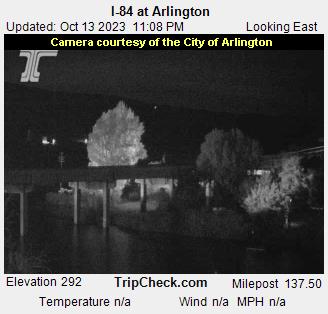 I-84 at Arlington
Updated: Oct 13 2023 11:08 PM Looking East
Camera courtesy of the City of Arlington
Elevation 292 TripCheck.com Milepost 137.50
Temperature n/a Wind n/a MPH n/a